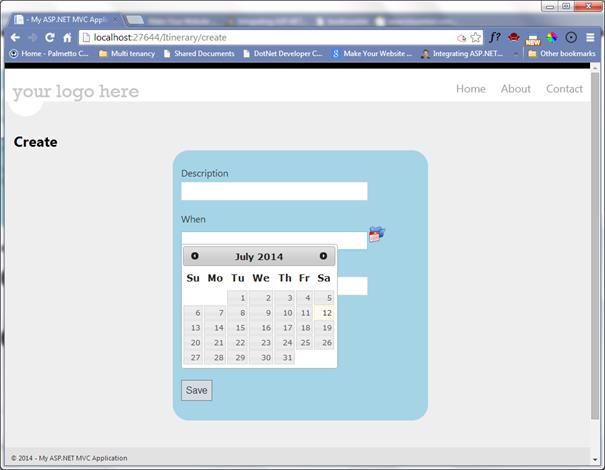 - My ASP.NET MVC Application
localhost:27644/Itinerary/create
f?
NEW
Home - Palmetto C... Multi tenancy Shared Documents DotNet Developer C... Make Your Website ... Integrating ASP.NET... Other bookmarks
your logo here
Home About Contact
Create
Description
When
July 2014
Su Mo Tu We Th Fr Sa
1 2 3 4 5
6 7 8 9 10 11 12
13 14 15 16 17 18 19
20 21 22 23 24 25 26
27 28 29 30 31
Save
© 2014 - My ASP.NET MVC Application